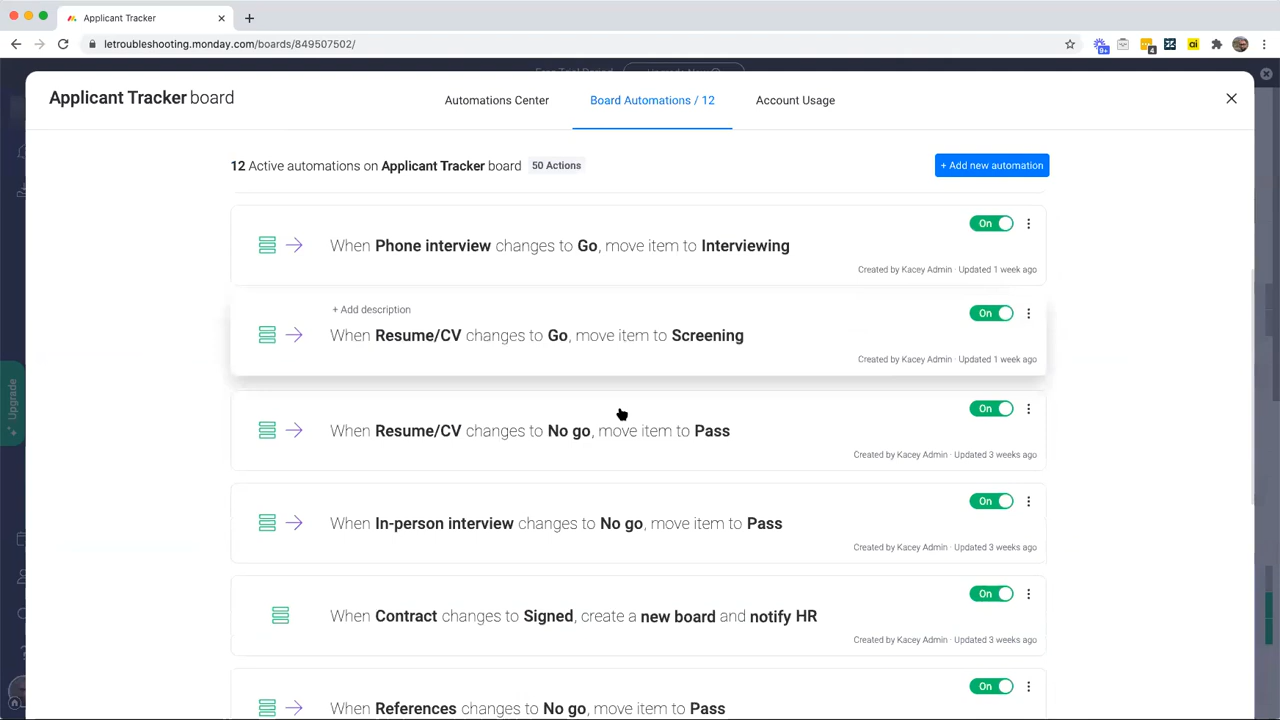 Applicant Tracker
letroubleshooting.monday.com/boards/849507502/
9+
4
ai
Applicant Tracker board
Automations Center
Board Automations / 12
Account Usage
12 Active automations on Applicant Tracker board
50 Actions
+ Add new automation
On
When Phone interview changes to Go, move item to Interviewing
Created by Kacey Admin · Updated 1 week ago
+ Add description
On
When Resume/CV changes to Go, move item to Screening
Created by Kacey Admin · Updated 1 week ago
Upgrade
On
When Resume/CV changes to No go, move item to Pass
Created by Kacey Admin · Updated 3 weeks ago
On
When In-person interview changes to No go, move item to Pass
Created by Kacey Admin · Updated 3 weeks ago
On
When Contract changes to Signed, create a new board and notify HR
Created by Kacey Admin · Updated 3 weeks ago
On
When References changes to No go, move item to Pass